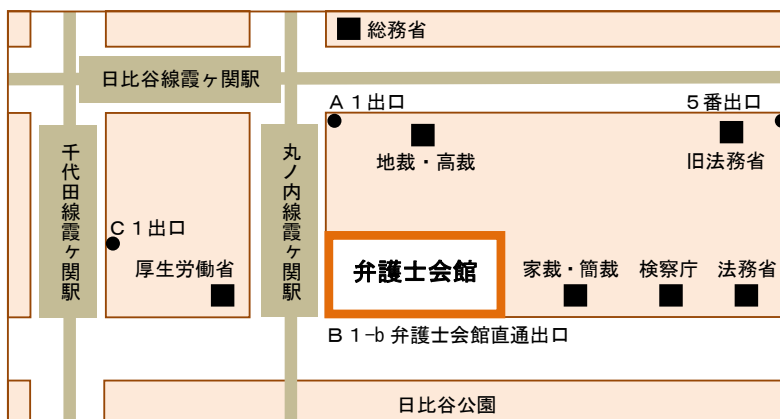 総務省
日比谷線霞ヶ関駅
A1出口
5番出口
地裁・高裁
旧法務省
千代田線霞ヶ関駅
丸ノ内線霞ヶ関駅
C1出口
厚生労働省
弁護士会館
家裁・簡裁
検察庁
法務省
B1-b 弁護士会館直通出口
日比谷公園